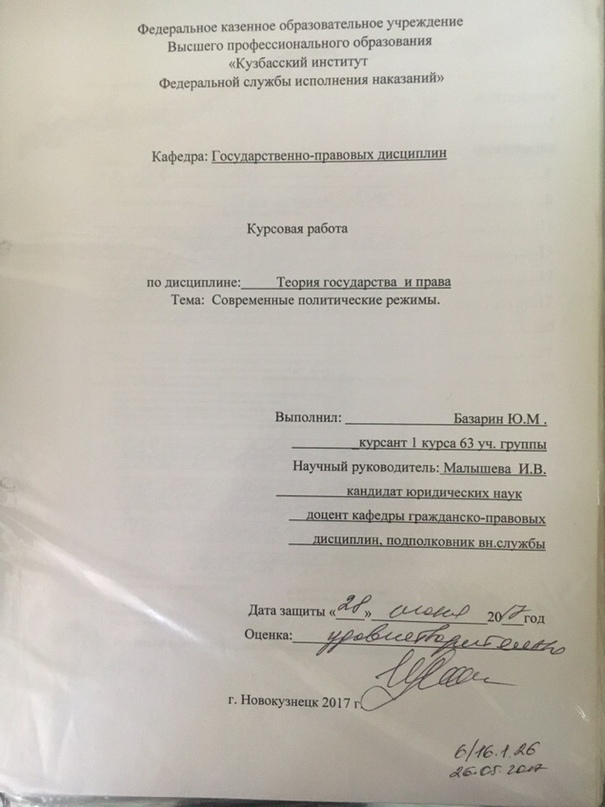 Федеральное казенное образовательное учреждение
Высшего профессионального образования
«Кузбасский институт
Федеральной службы исполнения наказаний»
Кафедра: Государственно-правовых дисциплин
Курсовая работа
по дисциплине: Теория государства и права
Тема: Современные политические режимы.
Выполнил: Базарин Ю.М .
курсант 1 курса 63 уч. группы
Научный руководитель: Малышева И.В.
кандидат юридических наук
доцент кафедры гражданско-правовых
дисциплин, подполковник вн.службы
Дата защиты «28» июня 2017 год
Оценка: удовлетворительно
г. Новокузнецк 2017 г.
6/16.1.26
26.05.2017